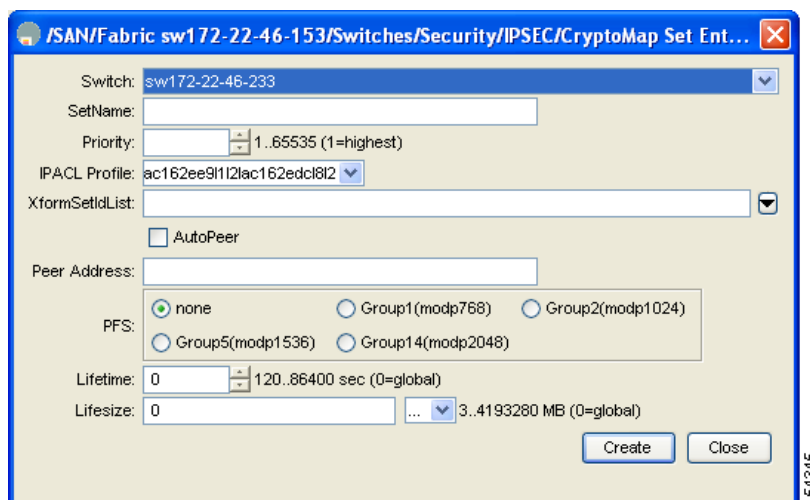 /SAN/Fabric sw172-22-46-153/Switches/Security/IPSEC/CryptoMap Set Ent...
Switch: sw172-22-46-233
SetName:
Priority: 1..65535 (1=highest)
IPACL Profile: ac162ee9l1l2lac162edcl8l2
XformSetIdList:
AutoPeer
Peer Address:
PFS: none Group1(modp768) Group2(modp1024)
Group5(modp1536) Group14(modp2048)
Lifetime: 0 120..86400 sec (0=global)
Lifesize: 0 ... 3..4193280 MB (0=global)
Create Close